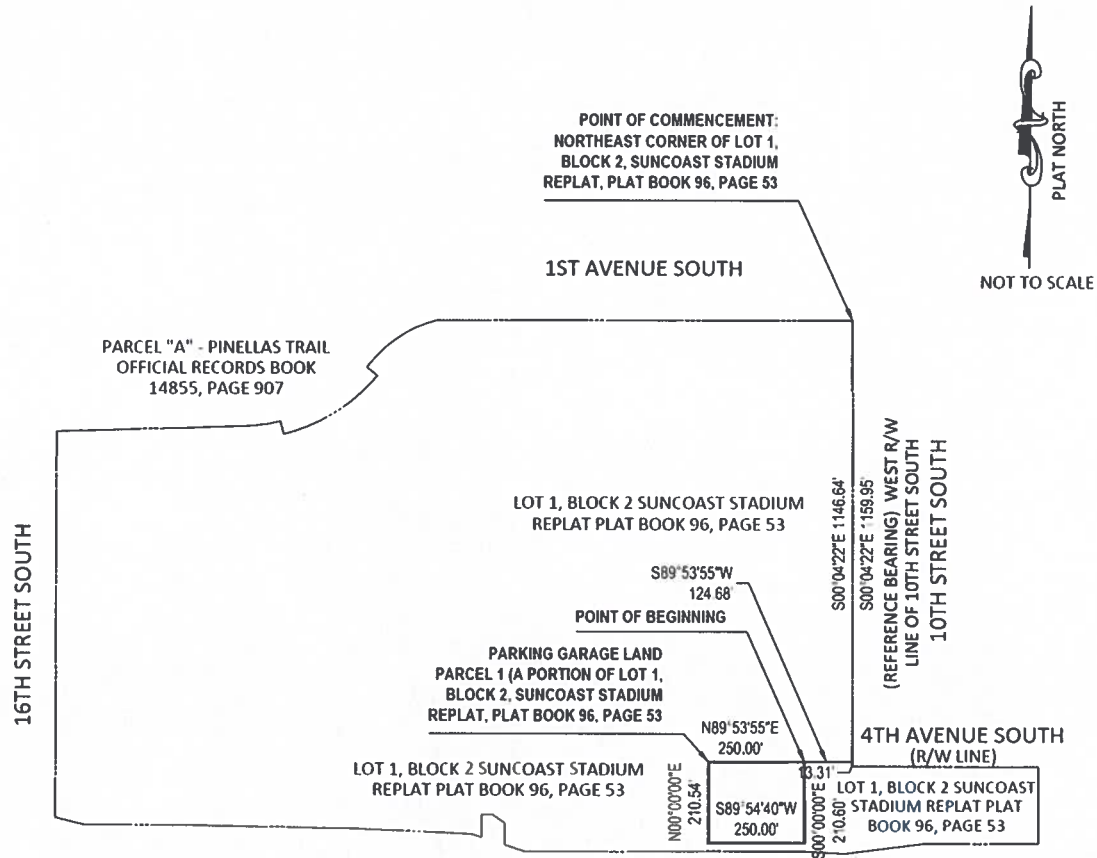 POINT OF COMMENCEMENT:
NORTHEAST CORNER OF LOT 1,
BLOCK 2, SUNCOAST STADIUM
REPLAT, PLAT BOOK 96, PAGE 53
PLAT NORTH
NOT TO SCALE
1ST AVENUE SOUTH
PARCEL "A" - PINELLAS TRAIL
OFFICIAL RECORDS BOOK
14855, PAGE 907
16TH STREET SOUTH
LOT 1, BLOCK 2 SUNCOAST STADIUM
REPLAT PLAT BOOK 96, PAGE 53
S00°04'22"E 1146.64'
S00°04'22"E 1159.95'
(REFERENCE BEARING) WEST R/W
LINE OF 10TH STREET SOUTH
10TH STREET SOUTH
S89°53'55"W
124.68'
POINT OF BEGINNING
PARKING GARAGE LAND
PARCEL 1 (A PORTION OF LOT 1,
BLOCK 2, SUNCOAST STADIUM
REPLAT, PLAT BOOK 96, PAGE 53
N89°53'55"E
250.00'
4TH AVENUE SOUTH
(R/W LINE)
13.31'
LOT 1, BLOCK 2 SUNCOAST STADIUM
REPLAT PLAT BOOK 96, PAGE 53
N00°00'00"E
210.54'
S89°54'40"W
250.00'
S00°00'00"E
210.60'
LOT 1, BLOCK 2 SUNCOAST
STADIUM REPLAT PLAT
BOOK 96, PAGE 53